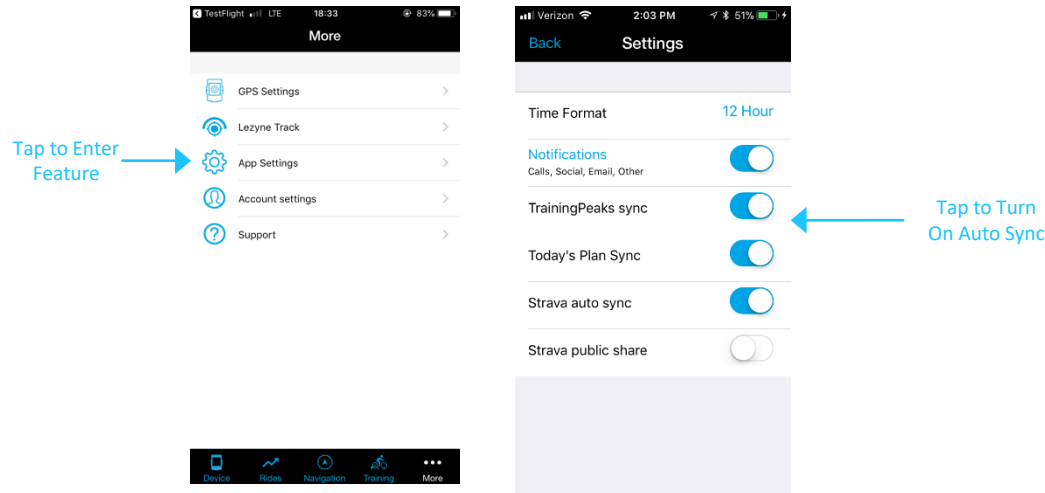 TestFlight LTE 18:33 83%
More
GPS Settings
Lezyne Track
App Settings
Account settings
Support
Device Rides Navigation Training More
Tap to Enter
Feature
Verizon 2:03 PM 51%
Back Settings
Time Format 12 Hour
Notifications
Calls, Social, Email, Other
TrainingPeaks sync
Today's Plan Sync
Strava auto sync
Strava public share
Tap to Turn
On Auto Sync